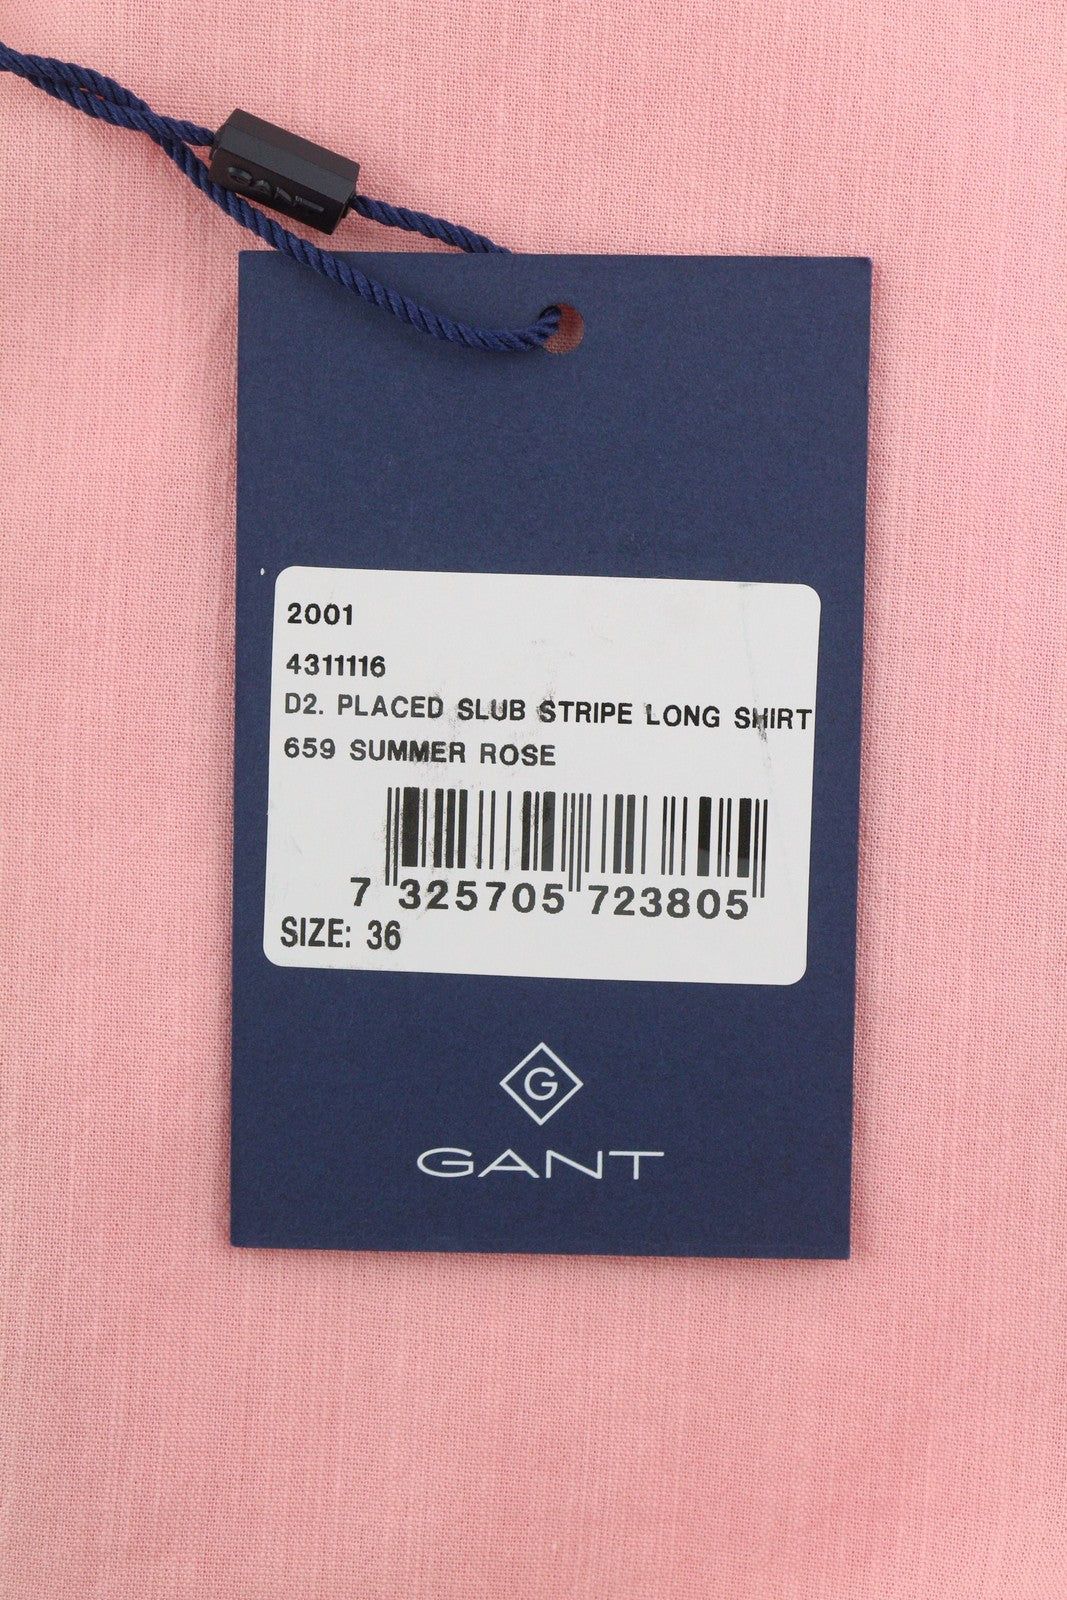 GANT
2001
4311116
D2. PLACED SLUB STRIPE LONG SHIRT
659 SUMMER ROSE
7 325705 723805
SIZE: 36
G
GANT